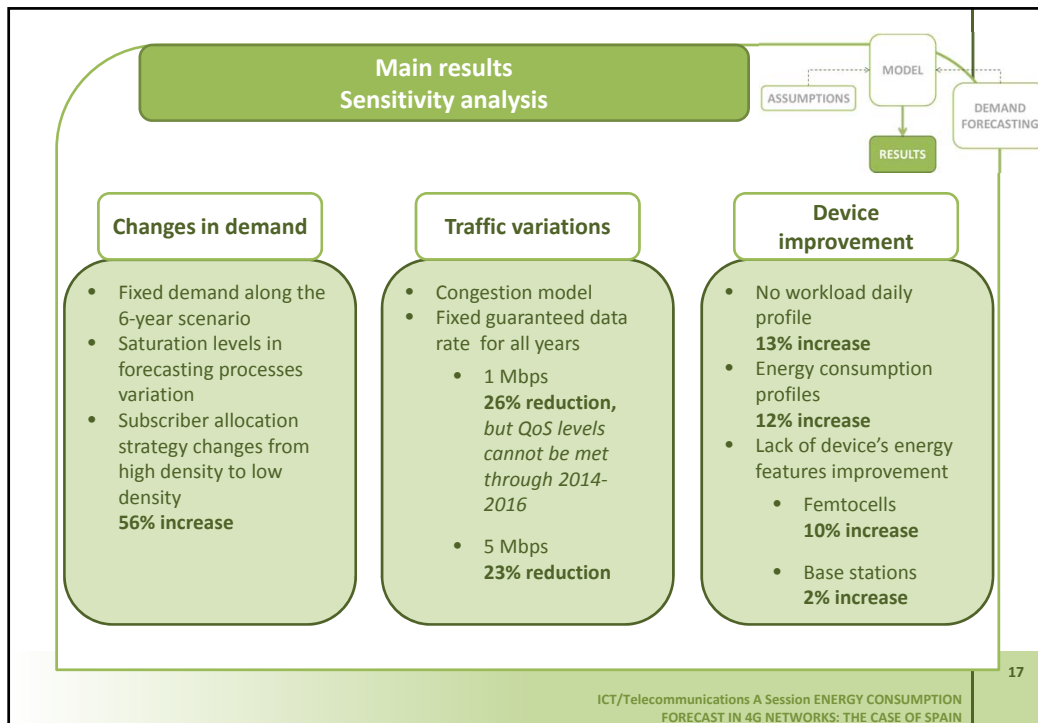 Main results
Sensitivity analysis
MODEL
ASSUMPTIONS
DEMAND
FORECASTING
RESULTS
Changes in demand
• Fixed demand along the
6-year scenario
• Saturation levels in
forecasting processes
variation
• Subscriber allocation
strategy changes from
high density to low
density
56% increase
Traffic variations
• Congestion model
• Fixed guaranteed data
rate for all years
• 1 Mbps
26% reduction,
but QoS levels
cannot be met
through 2014-
2016
• 5 Mbps
23% reduction
Device
improvement
• No workload daily
profile
13% increase
• Energy consumption
profiles
12% increase
• Lack of device's energy
features improvement
• Femtocells
10% increase
• Base stations
2% increase
17
ICT/Telecommunications A Session ENERGY CONSUMPTION
FORECAST IN 4G NETWORKS: THE CASE OF SPAIN